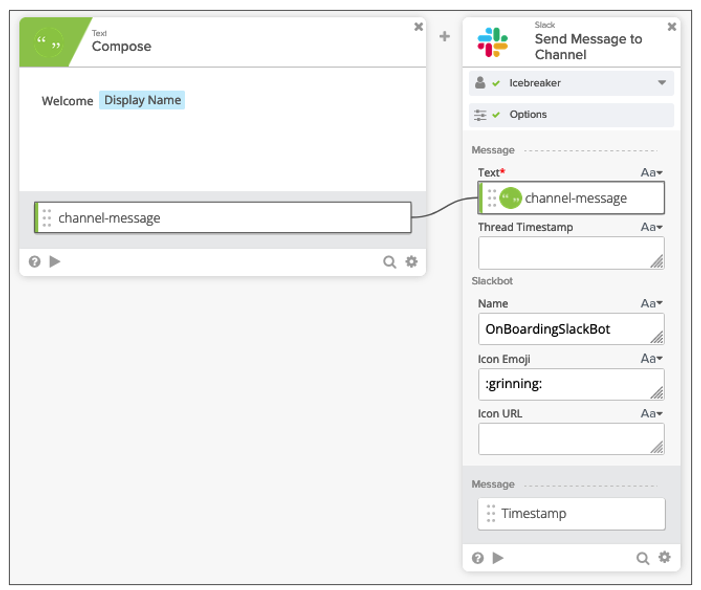 Text
Compose
Welcome Display Name
channel-message
Slack
Send Message to
Channel
Icebreaker
Options
Message
Text* Aa
channel-message
Thread Timestamp Aa
Slackbot
Name Aa
OnBoardingSlackBot
Icon Emoji Aa
:grinning:
Icon URL Aa
Message
Timestamp